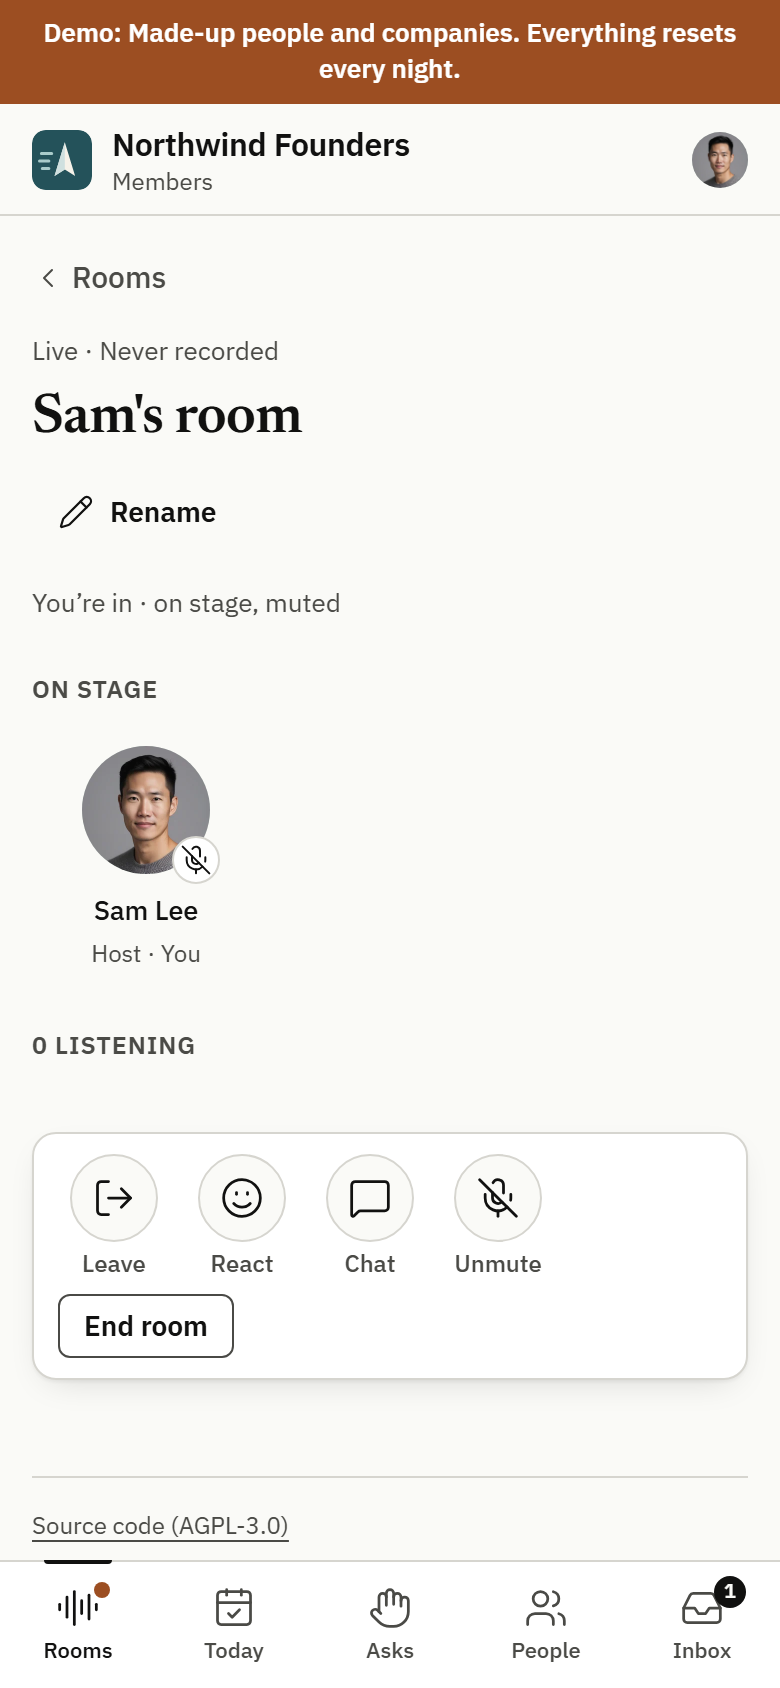 Demo: Made-up people and companies. Everything resets
every night.
Northwind Founders
Members
Rooms
Live · Never recorded
Sam's room
Rename
You’re in · on stage, muted
ON STAGE
Sam Lee
Host · You
0 LISTENING
Leave
React
Chat
Unmute
End room
Source code (AGPL-3.0)
1
Rooms
Today
Asks
People
Inbox